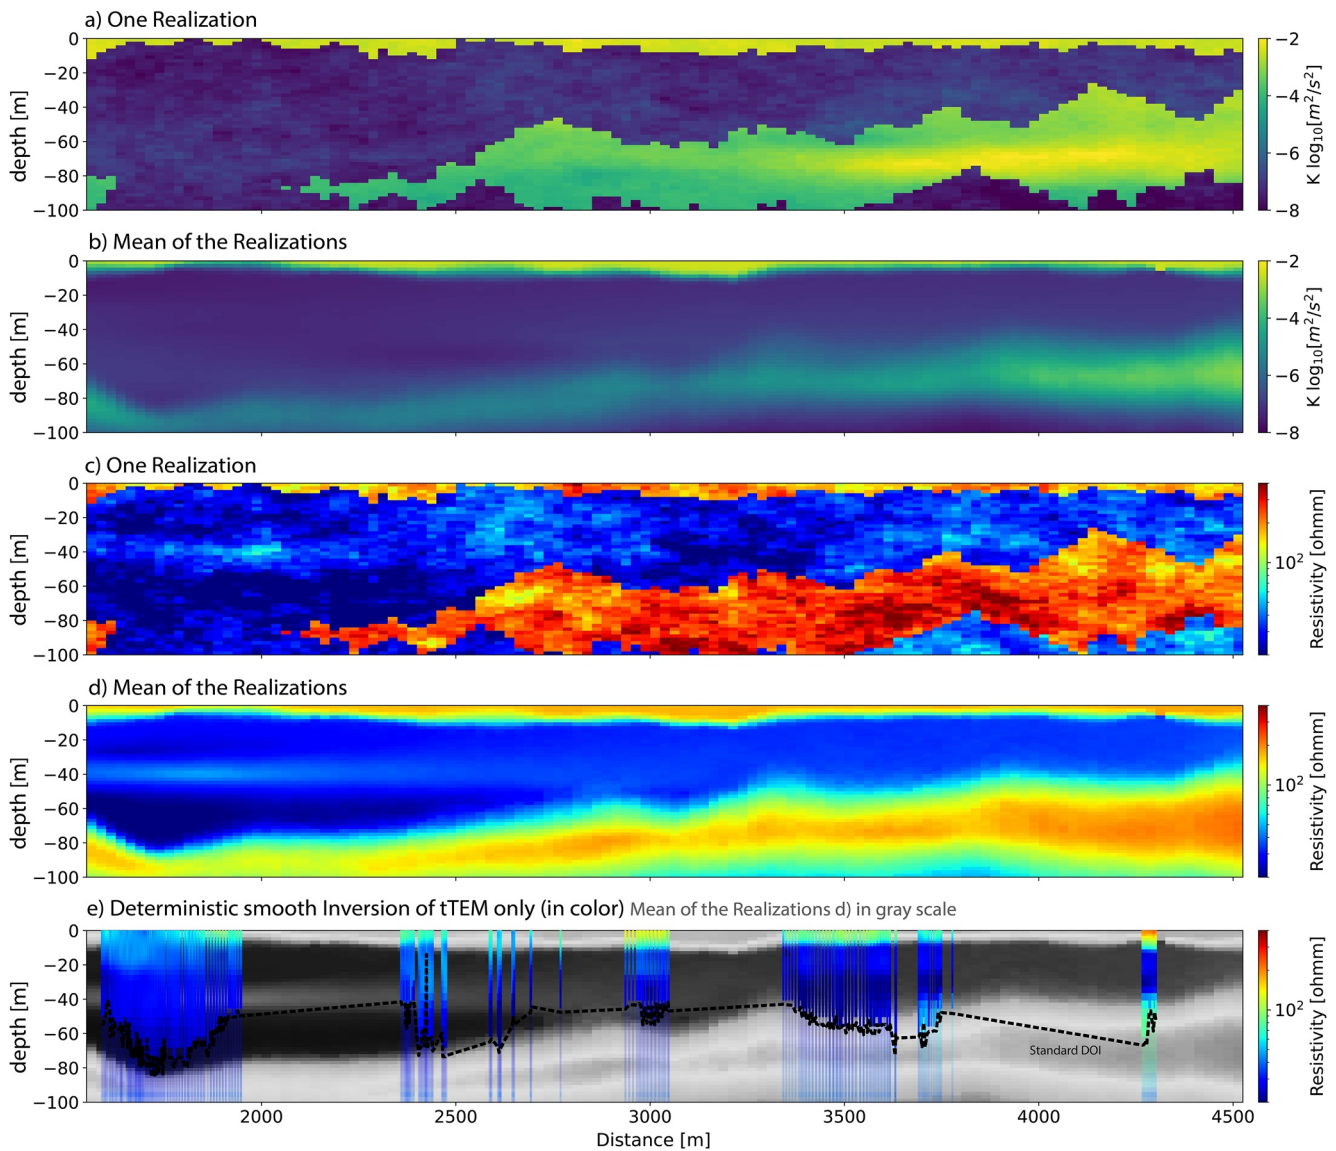 a) One Realization
0
−20
−40
−60
−80
−100
depth [m]
−2
−4
−6
−8
K log10[m²/s²]
b) Mean of the Realizations
0
−20
−40
−60
−80
−100
depth [m]
−2
−4
−6
−8
K log10[m²/s²]
c) One Realization
0
−20
−40
−60
−80
−100
depth [m]
10²
Resistivity [ohmm]
d) Mean of the Realizations
0
−20
−40
−60
−80
−100
depth [m]
10²
Resistivity [ohmm]
e) Deterministic smooth Inversion of tTEM only (in color) Mean of the Realizations d) in gray scale
0
−20
−40
−60
−80
−100
depth [m]
Standard DOI
10²
Resistivity [ohmm]
2000 2500 3000 3500 4000 4500
Distance [m]